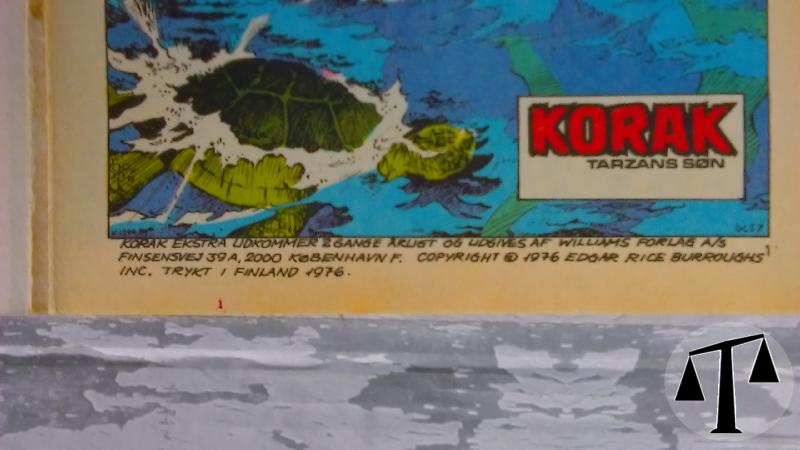 KORAK
TARZANS SØN
KORAK EKSTRA UDKOMMER 2 GANGE ÅRLIGT OG UDGIVES AF WILLIAMS FORLAG A/S
FINSENSVEJ 39A, 2000 KØBENHAVN F. COPYRIGHT © 1976 EDGAR RICE BURROUGHS
INC. TRYKT I FINLAND 1976.
1